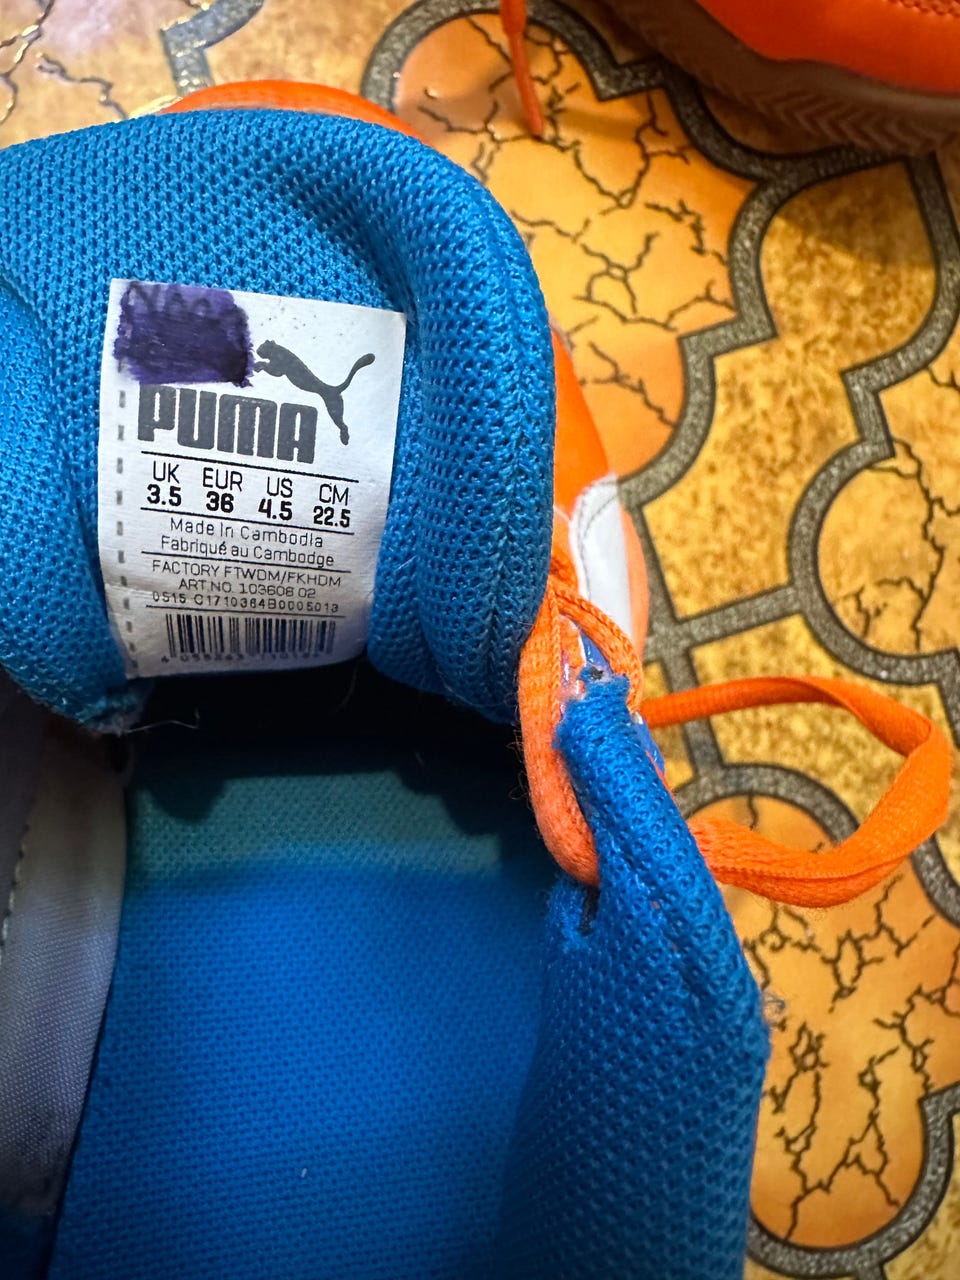 PUMA
UK EUR US CM
3.5 36 4.5 22.5
Made in Cambodia
Fabriqué au Cambodge
FACTORY FTWDM/FKHDM
ART.NO. 103608 02
0515 C1710364B0005013